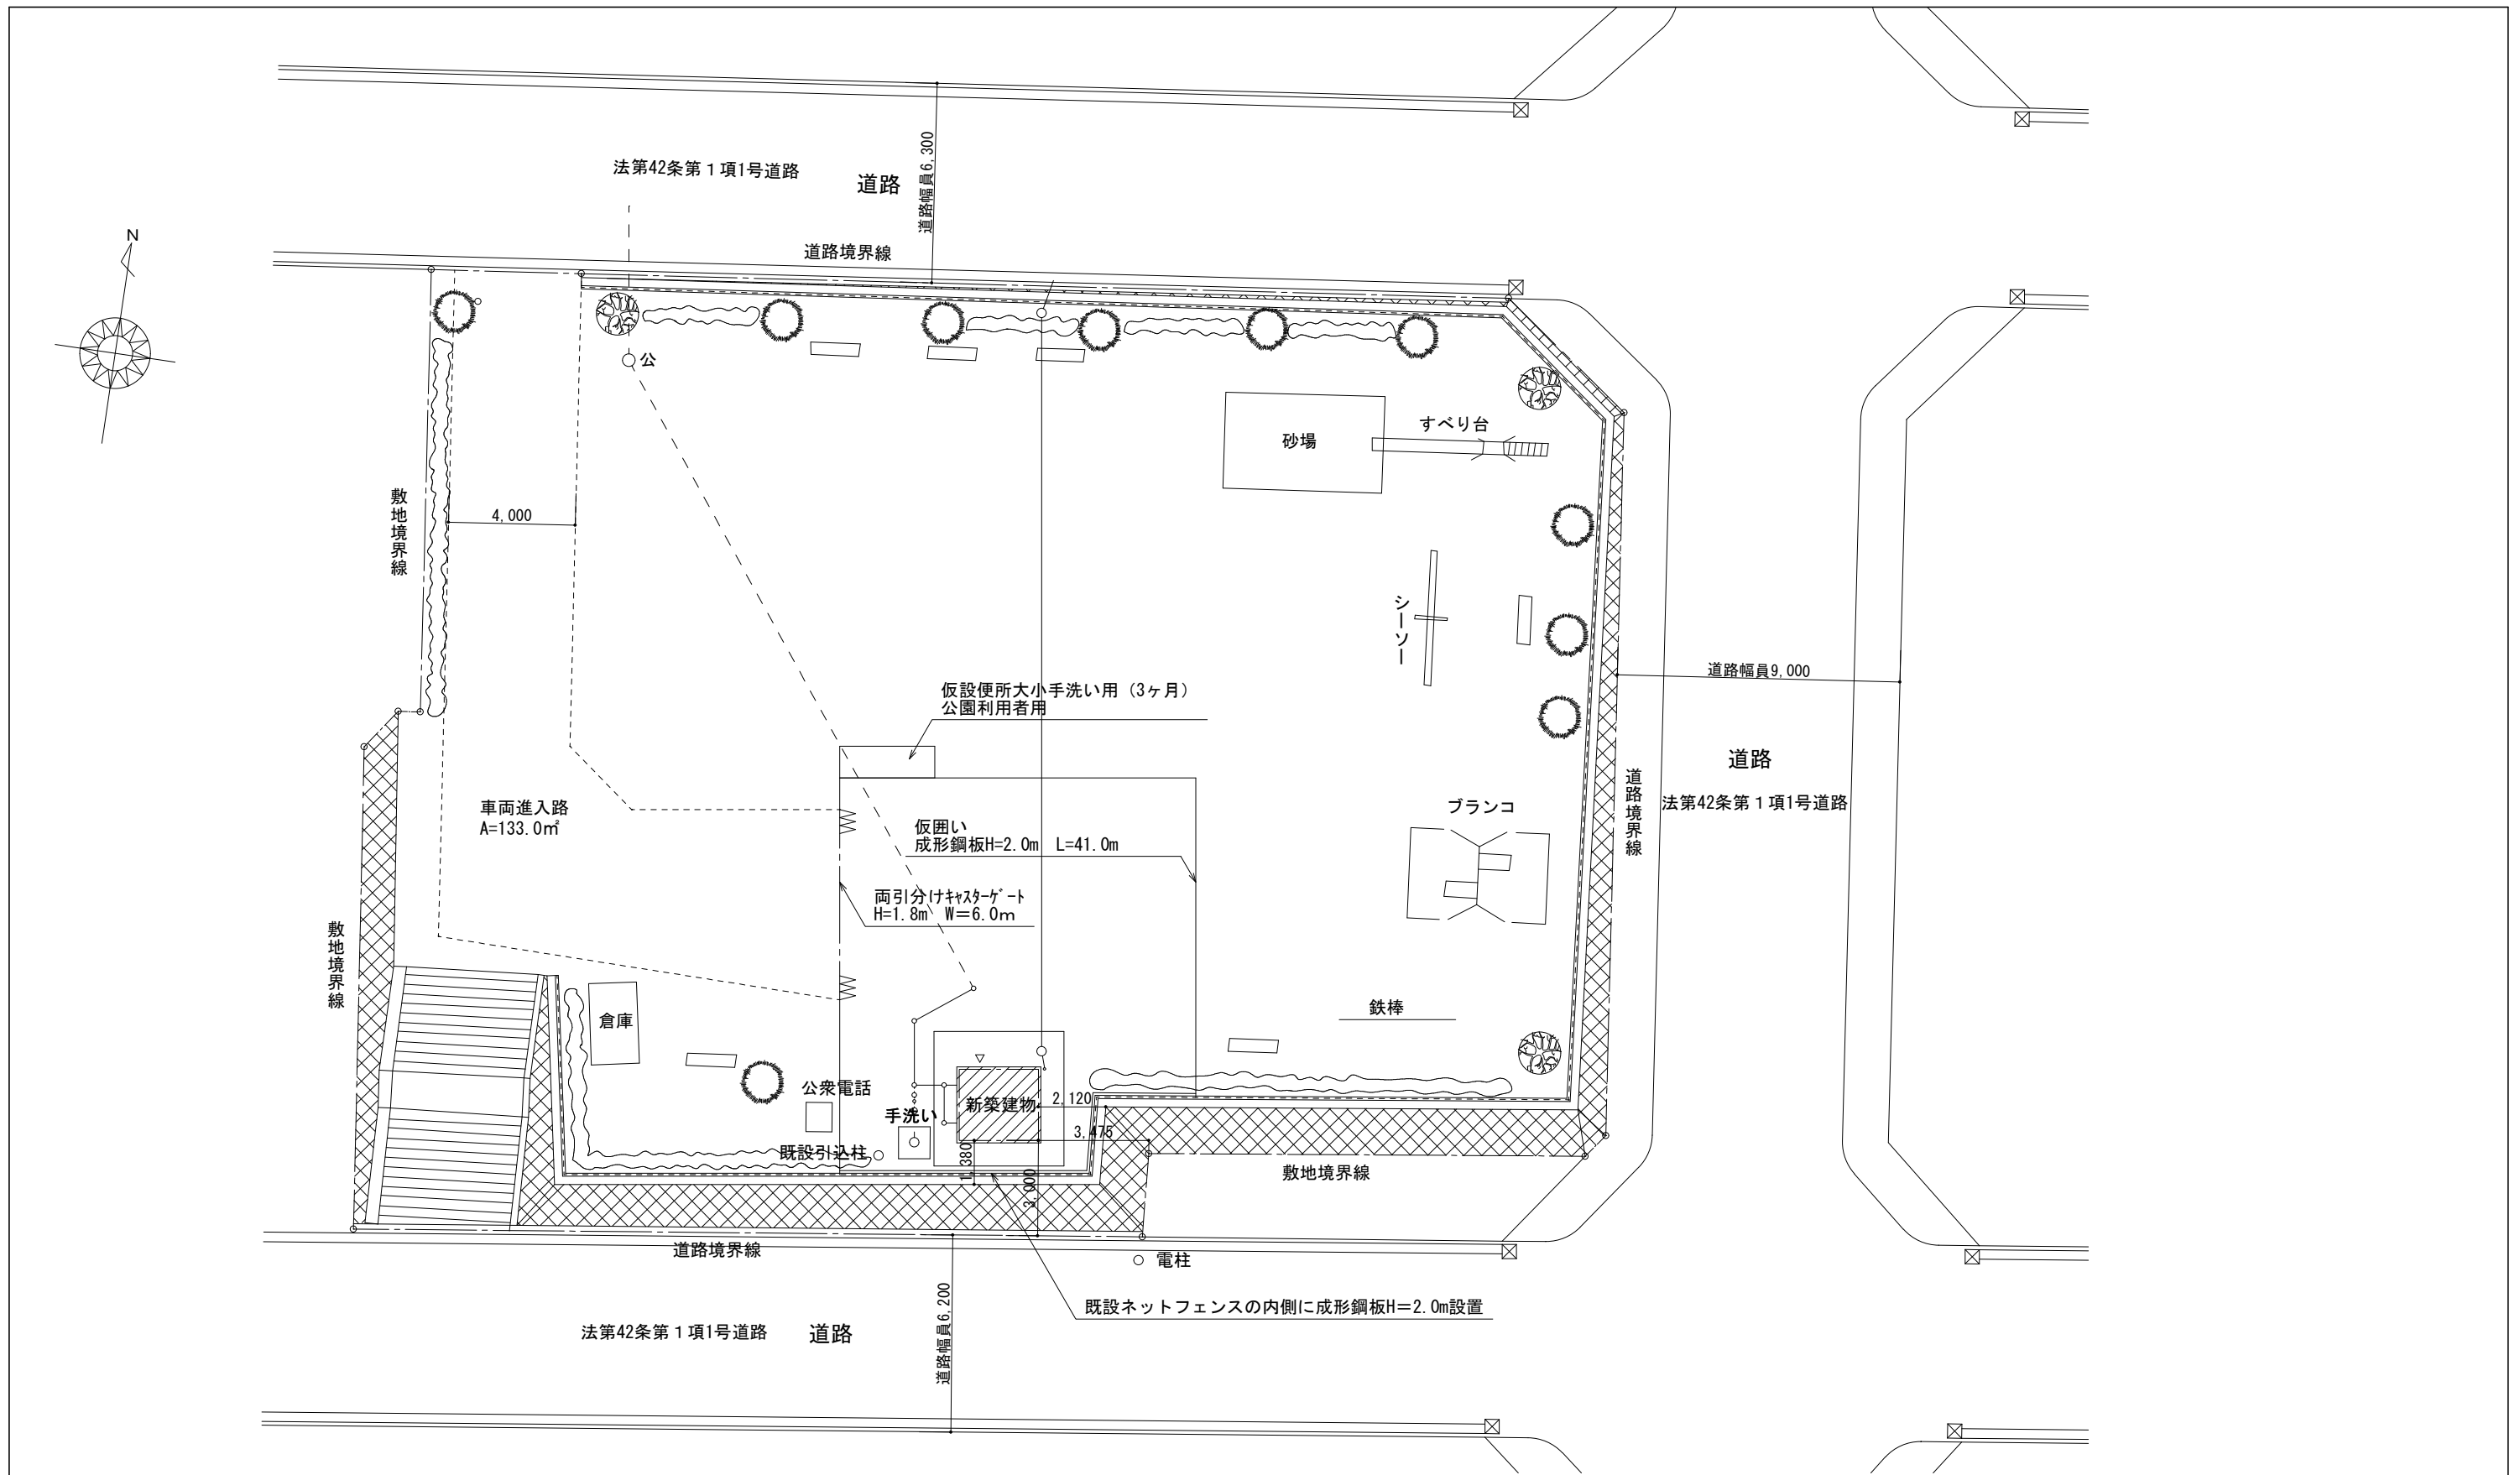 法第42条第１項1号道路
道路
道路幅員6,300
道路境界線
N
公
すべり台
砂場
敷地境界線
4,000
シーソー
道路幅員9,000
仮設便所大小手洗い用（3ヶ月）
公園利用者用
道路
法第42条第１項1号道路
道路境界線
車両進入路
A=133.0㎡
ブランコ
仮囲い
成形鋼板H=2.0m　L=41.0m
両引分けｷｬｽﾀｰｹﾞｰﾄ
H=1.8m　W＝6.0ｍ
敷地境界線
鉄棒
倉庫
公衆電話
手洗い
新築建物
2,120
3,475
既設引込柱
1,380
3,000
敷地境界線
道路境界線
電柱
道路幅員6,200
既設ネットフェンスの内側に成形鋼板H＝2.0m設置
法第42条第１項1号道路
道路